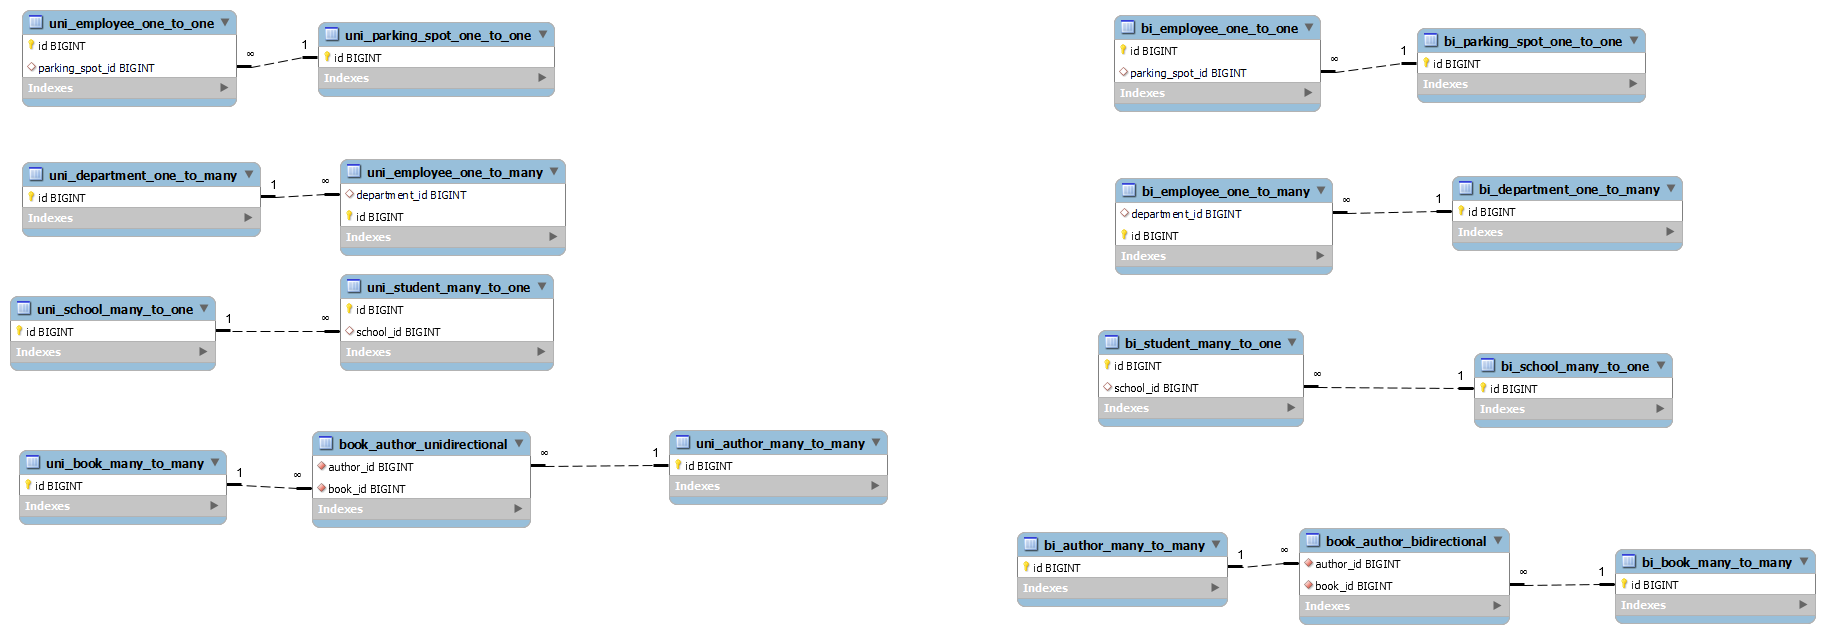 uni_employee_one_to_one
id BIGINT
parking_spot_id BIGINT
Indexes
∞
1
uni_parking_spot_one_to_one
id BIGINT
Indexes
bi_employee_one_to_one
id BIGINT
parking_spot_id BIGINT
Indexes
∞
1
bi_parking_spot_one_to_one
id BIGINT
Indexes
uni_department_one_to_many
id BIGINT
Indexes
1
∞
uni_employee_one_to_many
department_id BIGINT
id BIGINT
Indexes
bi_employee_one_to_many
department_id BIGINT
id BIGINT
Indexes
∞
1
bi_department_one_to_many
id BIGINT
Indexes
uni_school_many_to_one
id BIGINT
Indexes
1
∞
uni_student_many_to_one
id BIGINT
school_id BIGINT
Indexes
bi_student_many_to_one
id BIGINT
school_id BIGINT
Indexes
∞
1
bi_school_many_to_one
id BIGINT
Indexes
uni_book_many_to_many
id BIGINT
Indexes
1
∞
book_author_unidirectional
author_id BIGINT
book_id BIGINT
Indexes
∞
1
uni_author_many_to_many
id BIGINT
Indexes
bi_author_many_to_many
id BIGINT
Indexes
1
∞
book_author_bidirectional
author_id BIGINT
book_id BIGINT
Indexes
∞
1
bi_book_many_to_many
id BIGINT
Indexes